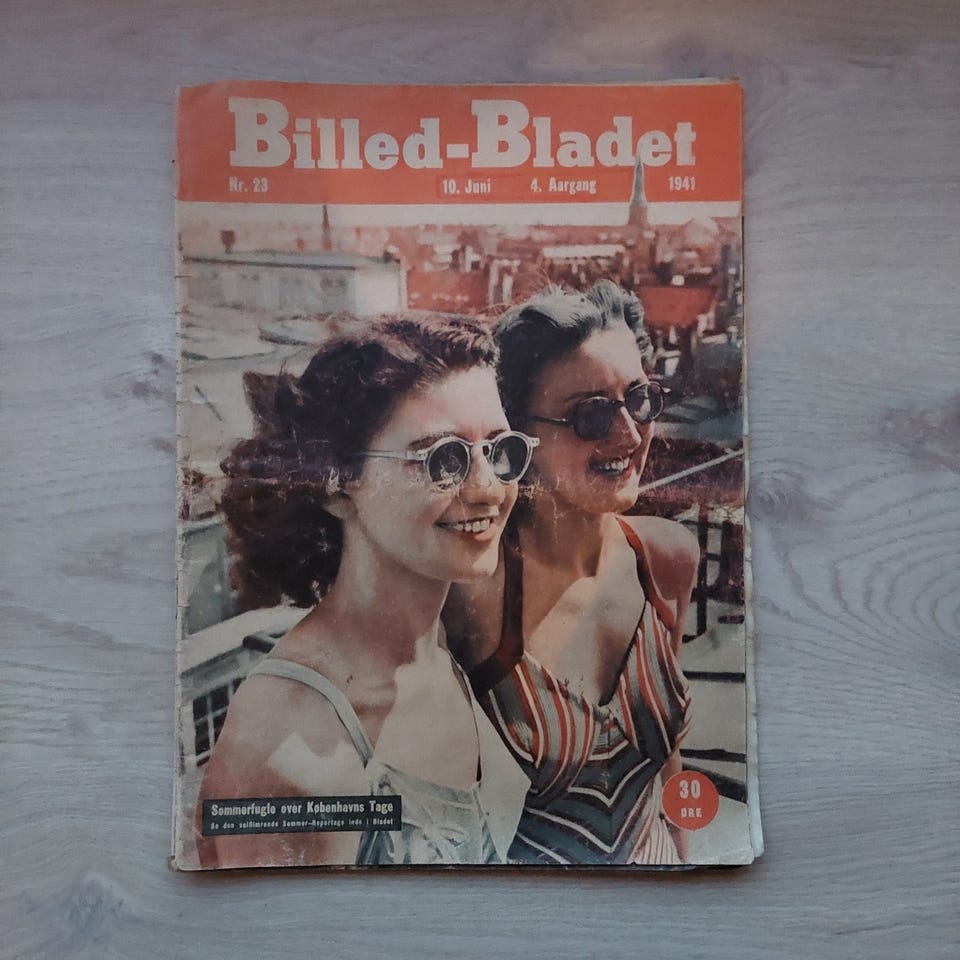 Billed-Bladet
Nr. 23 10. Juni 4. Aargang 1941
Sommerfugle over Københavns Tage
Se den solflimrende Sommer-Reportage inde i Bladet
30
ØRE